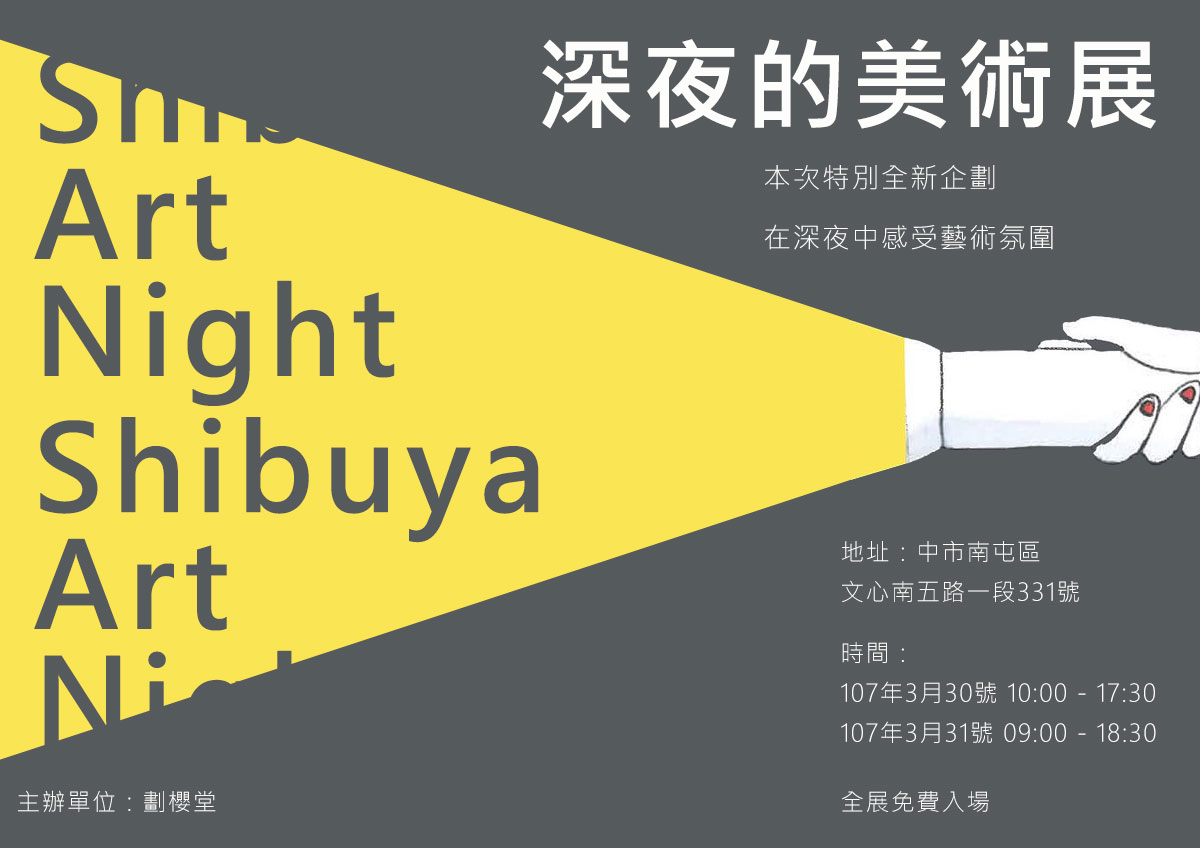 深夜的美術展
本次特別全新企劃
在深夜中感受藝術氛圍
Shib
Art
Night
Shibuya
Art
Nigh
地址：中市南屯區
文心南五路一段331號
時間：
107年3月30號 10:00 - 17:30
107年3月31號 09:00 - 18:30
主辦單位：劃櫻堂
全展免費入場